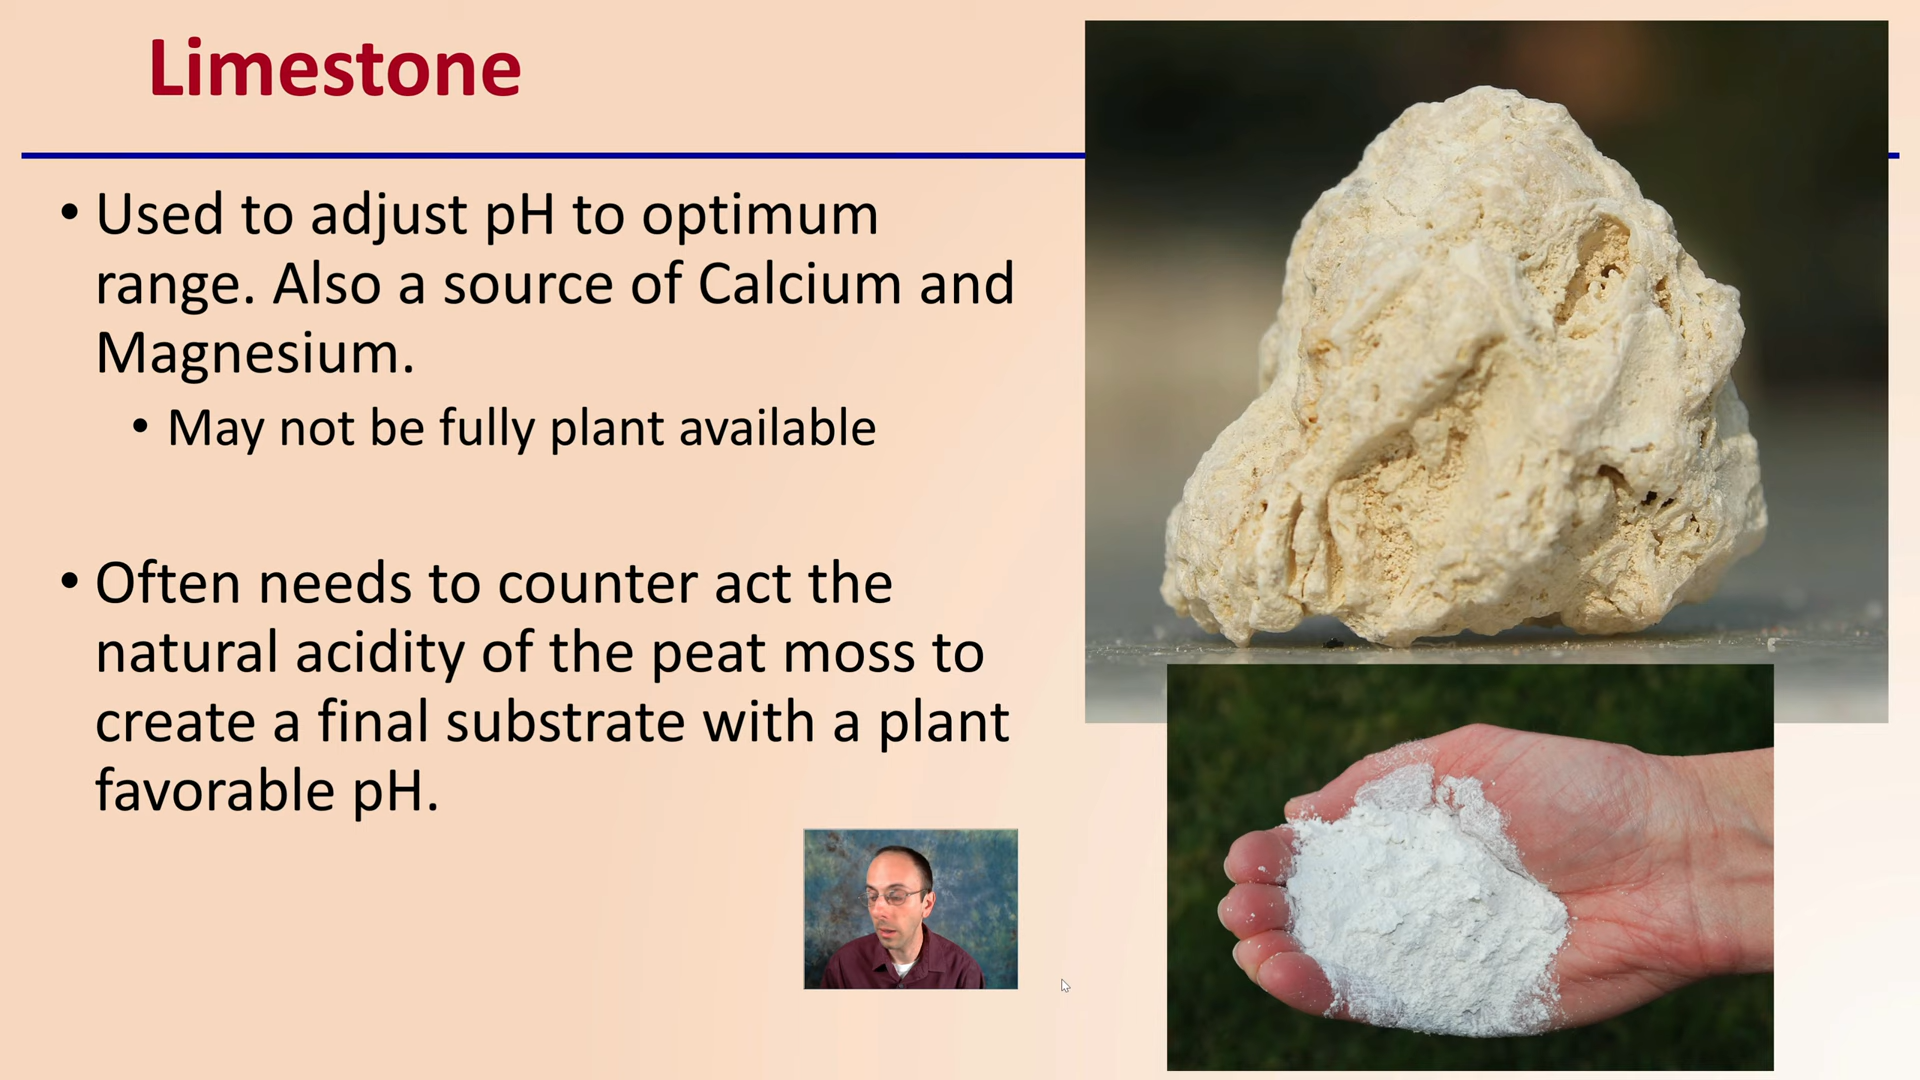 Limestone
• Used to adjust pH to optimum
range. Also a source of Calcium and
Magnesium.
• May not be fully plant available
• Often needs to counter act the
natural acidity of the peat moss to
create a final substrate with a plant
favorable pH.